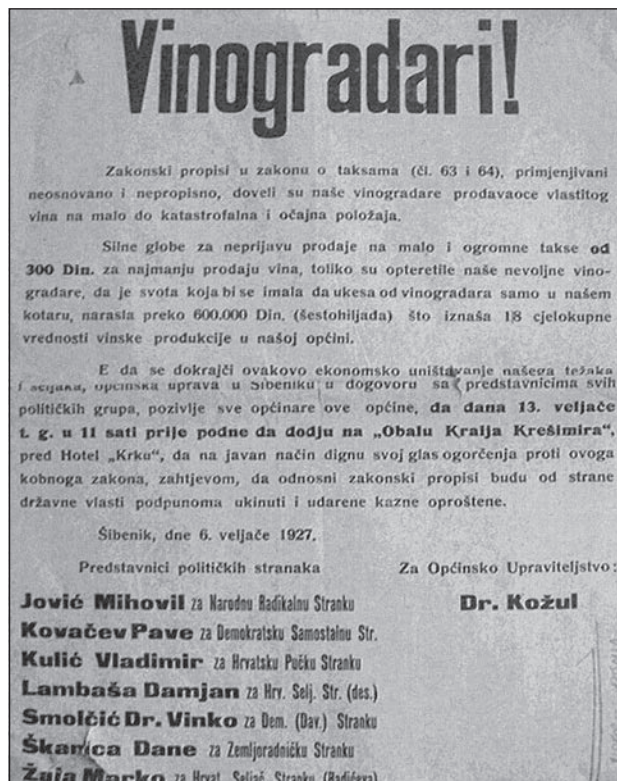 Vinogradari!
Zakonski propisi u zakonu o taksama (čl. 63 i 64), primjenjivani
neosnovano i nepropisno, doveli su naše vinogradare prodavaoce vlastitog
vina na malo do katastrofalna i očajna položaja.
Silne globe za neprijavu prodaje na malo i ogromne takse od
300 Din. za najmanju prodaju vina, toliko su opteretile naše nevoljne vino-
gradare, da je svota koja bi se imala da ukesa od vinogradara samo u našem
kotaru, narasla preko 600.000 Din. (šestohiljada) što iznaša 1/8 cjelokupne
vrednosti vinske produkcije u našoj općini.
E da se dokrajči ovakovo ekonomsko uništavanje našega težaka
i seljaka, općinska uprava u Šibeniku u dogovoru sa predstavnicima svih
političkih grupa, pozivlje sve općinare ove općine, da dana 13. veljače
t. g. u 11 sati prije podne da dodju na „Obalu Kralja Krešimira“,
pred Hotel „Krku“, da na javan način dignu svoj glas ogorčenja proti ovoga
kobnoga zakona, zahtjevom, da odnosni zakonski propisi budu od strane
državne vlasti podpunoma ukinuti i udarene kazne oproštene.
Šibenik, dne 6. veljače 1927.
Predstavnici političkih stranaka Za Općinsko Upraviteljstvo:
Jović Mihovil za Narodnu Radikalnu Stranku Dr. Kožul
Kovačev Pave za Demokratsku Samostalnu Str.
Kulić Vladimir za Hrvatsku Pučku Stranku
Lambaša Damjan za Hrv. Selj. Str. (des.)
Smolčić Dr. Vinko za Dem. (Dav.) Stranku
Škarica Dane za Zemljoradničku Stranku
Žaja Marko za Hrvat. Seljač. Stranku (Radićeva)